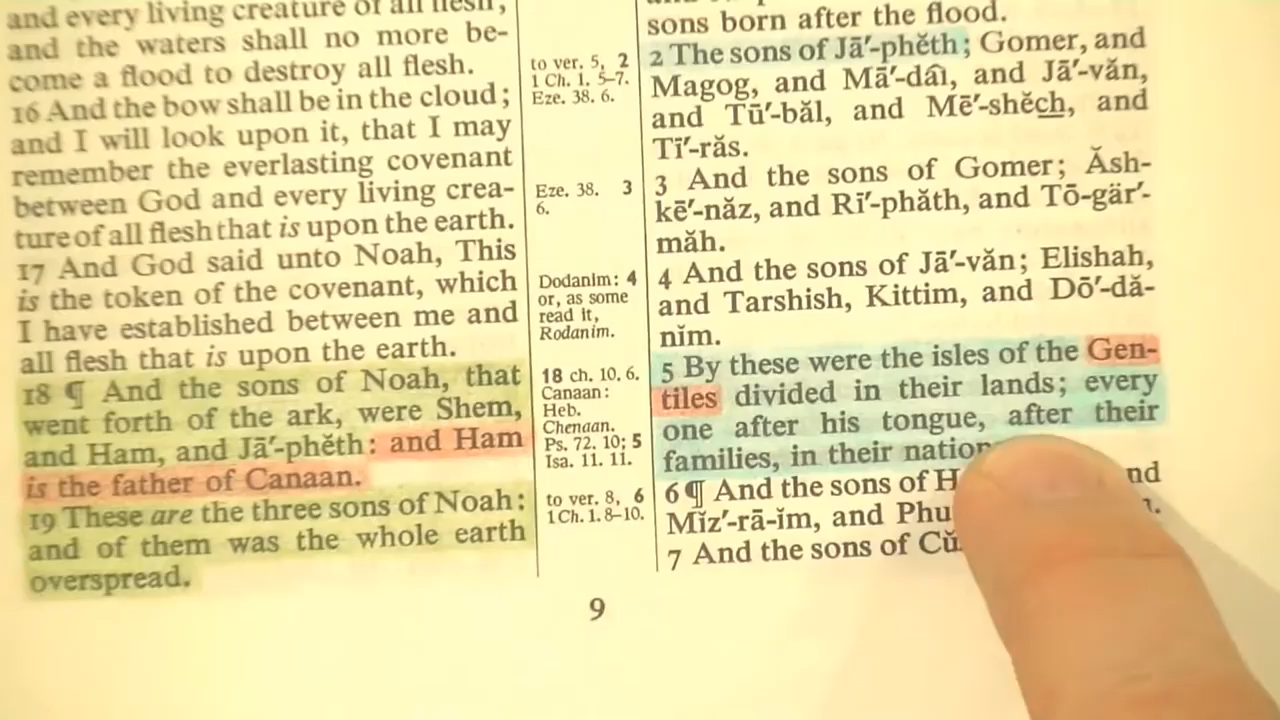 and every living creature of all flesh;
and the waters shall no more be-
come a flood to destroy all flesh.
16 And the bow shall be in the cloud;
and I will look upon it, that I may
remember the everlasting covenant
between God and every living crea-
ture of all flesh that is upon the earth.
17 And God said unto Noah, This
is the token of the covenant, which
I have established between me and
all flesh that is upon the earth.
18 ¶ And the sons of Noah, that
went forth of the ark, were Shem,
and Ham, and Jā′-phĕth: and Ham
is the father of Canaan.
19 These are the three sons of Noah:
and of them was the whole earth
overspread.
to ver. 5, 2
1 Ch. 1. 5-7.
Eze. 38. 6.
Eze. 38. 3
6.
Dodanim: 4
or, as some
read it,
Rodanim.
18 ch. 10. 6.
Canaan:
Heb.
Chenaan.
Ps. 72. 10; 5
Isa. 11. 11.
to ver. 8, 6
1 Ch. 1. 8-10.
sons born after the flood.
2 The sons of Jā′-phĕth; Gomer, and
Magog, and Mā′-dāī, and Jā′-văn,
and Tū′-băl, and Mē′-shĕch, and
Tī′-răs.
3 And the sons of Gomer; Ăsh-
kē′-năz, and Rī′-phăth, and Tō-gär′-
măh.
4 And the sons of Jā′-văn; Elishah,
and Tarshish, Kittim, and Dō′-dă-
nĭm.
5 By these were the isles of the Gen-
tiles divided in their lands; every
one after his tongue, after their
families, in their
6 ¶ And the sons of
Mĭz′-rā-ĭm, and
7 And the sons of
9